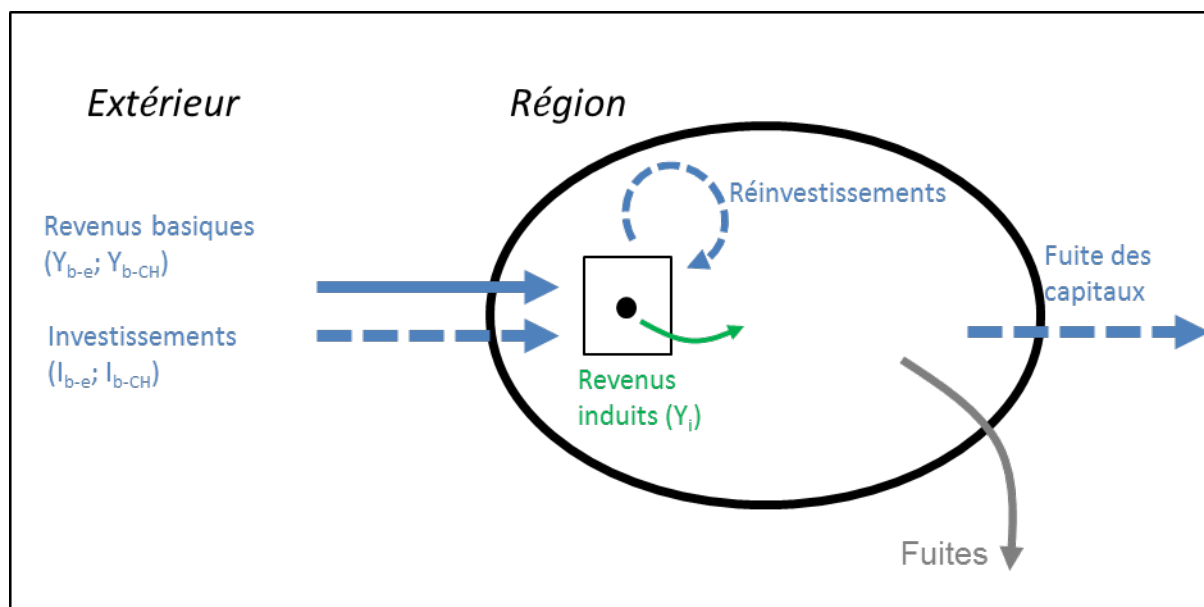 Extérieur
Région
Réinvestissements
Revenus basiques
(Yb-e; Yb-CH)
Fuite des
capitaux
Investissements
(Ib-e; Ib-CH)
Revenus
induits (Yi)
Fuites